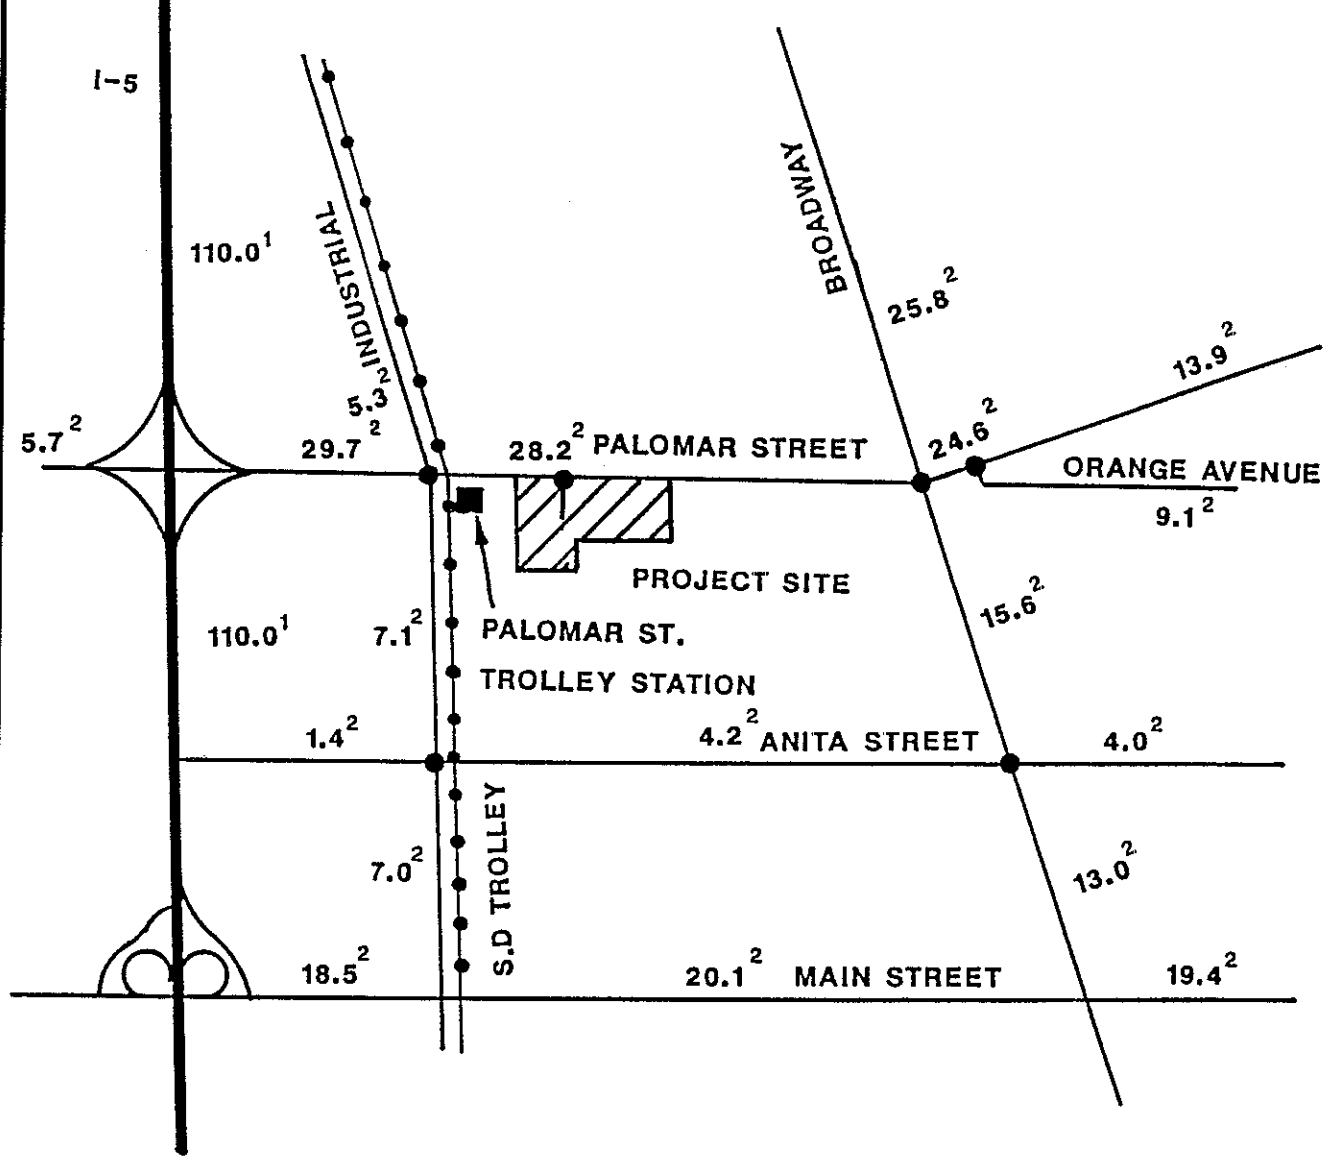 I-5
BROADWAY
110.0¹
INDUSTRIAL
25.8²
13.9²
5.3²
5.7²
29.7²
28.2² PALOMAR STREET
24.6²
ORANGE AVENUE
9.1²
PROJECT SITE
15.6²
110.0¹
7.1²
PALOMAR ST.
TROLLEY STATION
1.4²
4.2² ANITA STREET
4.0²
S.D TROLLEY
7.0²
13.0²
18.5²
20.1² MAIN STREET
19.4²